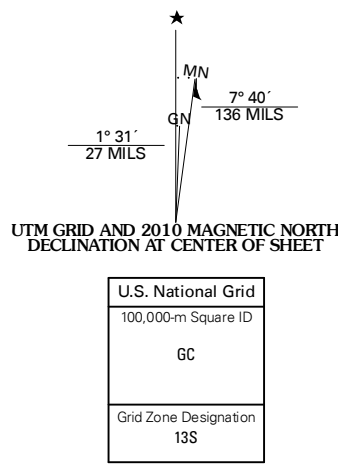 MN
7° 40´
136 MILS
GN
1° 31´
27 MILS
UTM GRID AND 2010 MAGNETIC NORTH
DECLINATION AT CENTER OF SHEET
U.S. National Grid
100,000-m Square ID
GC
Grid Zone Designation
13S